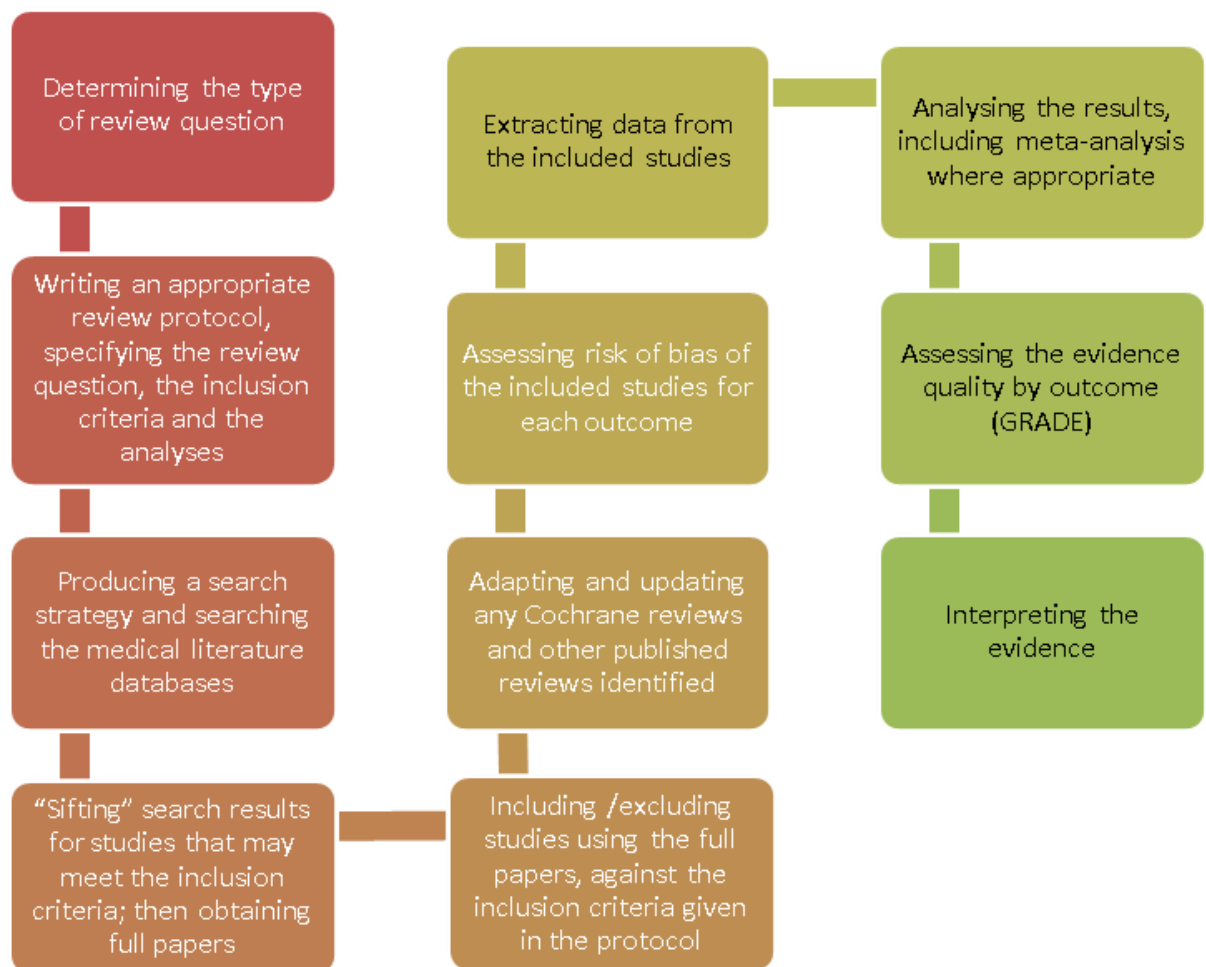 Determining the type
of review question
Writing an appropriate
review protocol,
specifying the review
question, the inclusion
criteria and the
analyses
Producing a search
strategy and searching
the medical literature
databases
“Sifting” search results
for studies that may
meet the inclusion
criteria; then obtaining
full papers
Including /excluding
studies using the full
papers, against the
inclusion criteria given
in the protocol
Adapting and updating
any Cochrane reviews
and other published
reviews identified
Assessing risk of bias of
the included studies for
each outcome
Extracting data from
the included studies
Analysing the results,
including meta-analysis
where appropriate
Assessing the evidence
quality by outcome
(GRADE)
Interpreting the
evidence